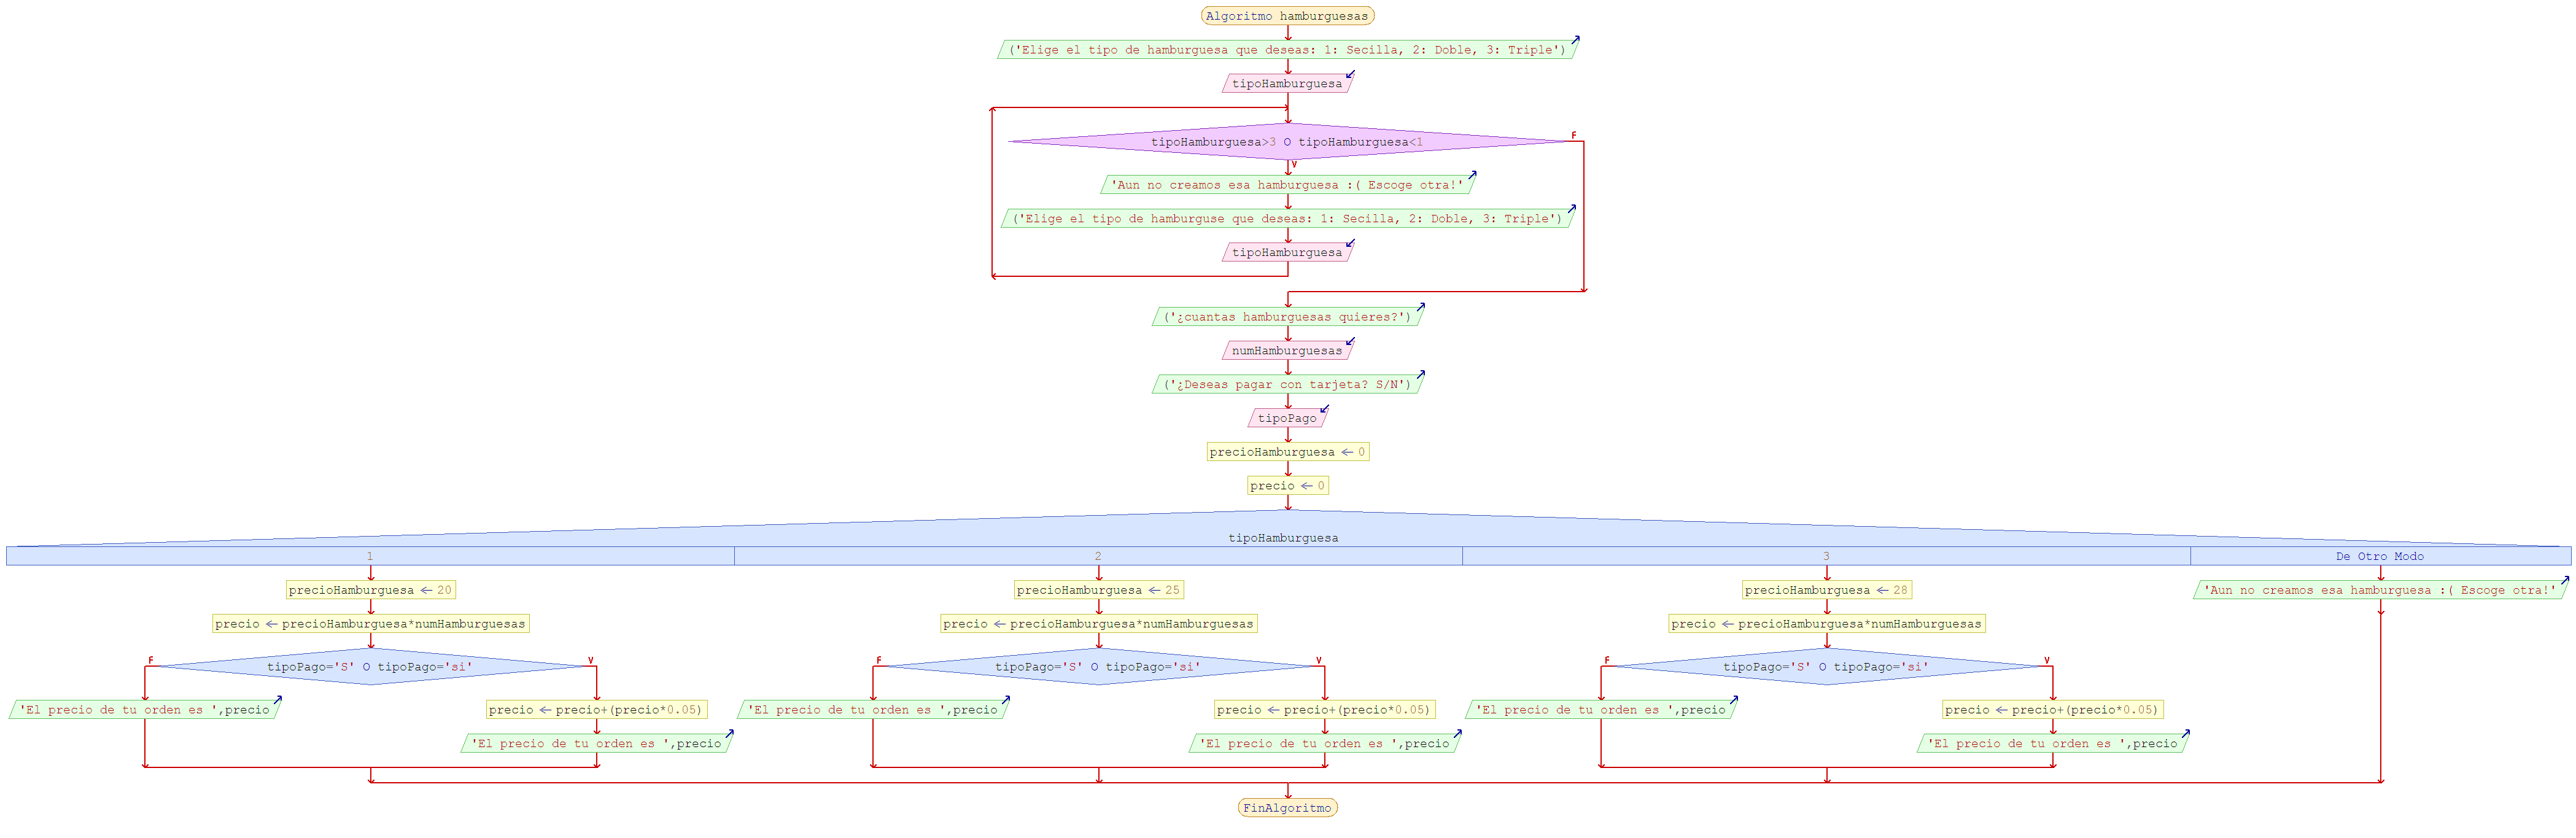 Algoritmo hamburguesas
('Elige el tipo de hamburguesa que deseas: 1: Secilla, 2: Doble, 3: Triple')
tipoHamburguesa
tipoHamburguesa>3 O tipoHamburguesa<1
F
V
'Aun no creamos esa hamburguesa :( Escoge otra!'
('Elige el tipo de hamburguse que deseas: 1: Secilla, 2: Doble, 3: Triple')
tipoHamburguesa
('¿cuantas hamburguesas quieres?')
numHamburguesas
('¿Deseas pagar con tarjeta? S/N')
tipoPago
precioHamburguesa ← 0
precio ← 0
tipoHamburguesa
1
2
3
De Otro Modo
precioHamburguesa ← 20
precio ← precioHamburguesa*numHamburguesas
tipoPago='S' O tipoPago='si'
F
V
'El precio de tu orden es ',precio
precio ← precio+(precio*0.05)
'El precio de tu orden es ',precio
precioHamburguesa ← 25
precio ← precioHamburguesa*numHamburguesas
tipoPago='S' O tipoPago='si'
F
V
'El precio de tu orden es ',precio
precio ← precio+(precio*0.05)
'El precio de tu orden es ',precio
precioHamburguesa ← 28
precio ← precioHamburguesa*numHamburguesas
tipoPago='S' O tipoPago='si'
F
V
'El precio de tu orden es ',precio
precio ← precio+(precio*0.05)
'El precio de tu orden es ',precio
'Aun no creamos esa hamburguesa :( Escoge otra!'
FinAlgoritmo